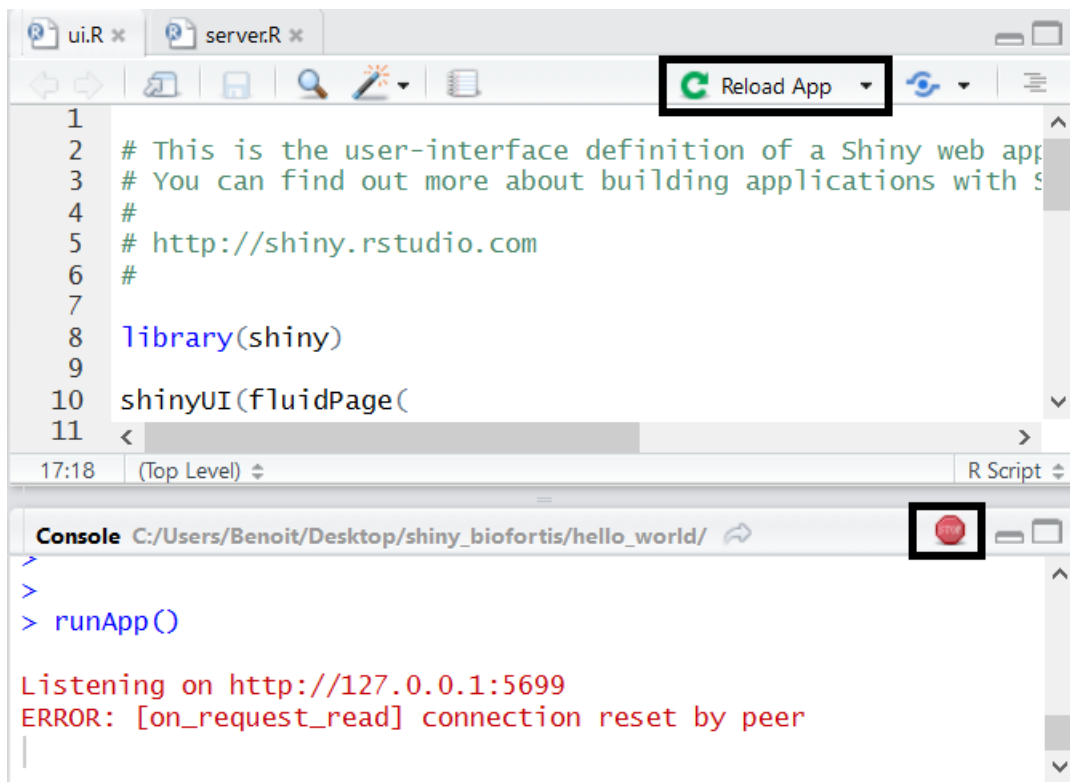 ui.R × server.R ×
Reload App
1
2 # This is the user-interface definition of a Shiny web app
3 # You can find out more about building applications with S
4 #
5 # http://shiny.rstudio.com
6 #
7
8 library(shiny)
9
10 shinyUI(fluidPage(
11
17:18 (Top Level) R Script
Console C:/Users/Benoit/Desktop/shiny_biofortis/hello_world/
STOP
>
>
> runApp()
Listening on http://127.0.0.1:5699
ERROR: [on_request_read] connection reset by peer